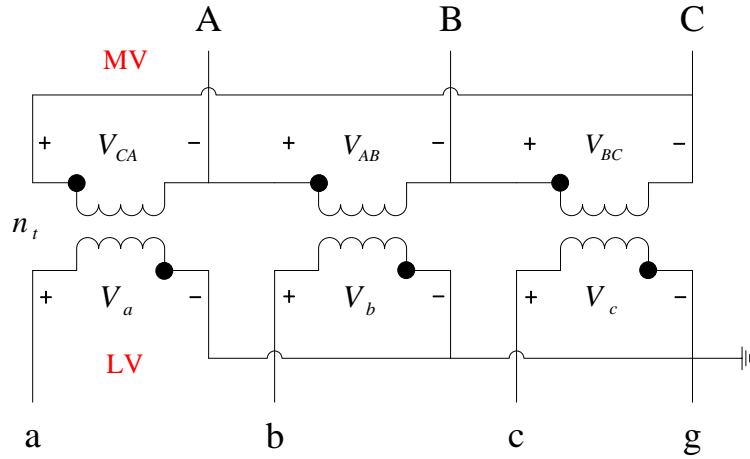 A B C
MV
+ V_CA − + V_AB − + V_BC −
n_t
+ V_a − + V_b − + V_c −
LV
a b c g